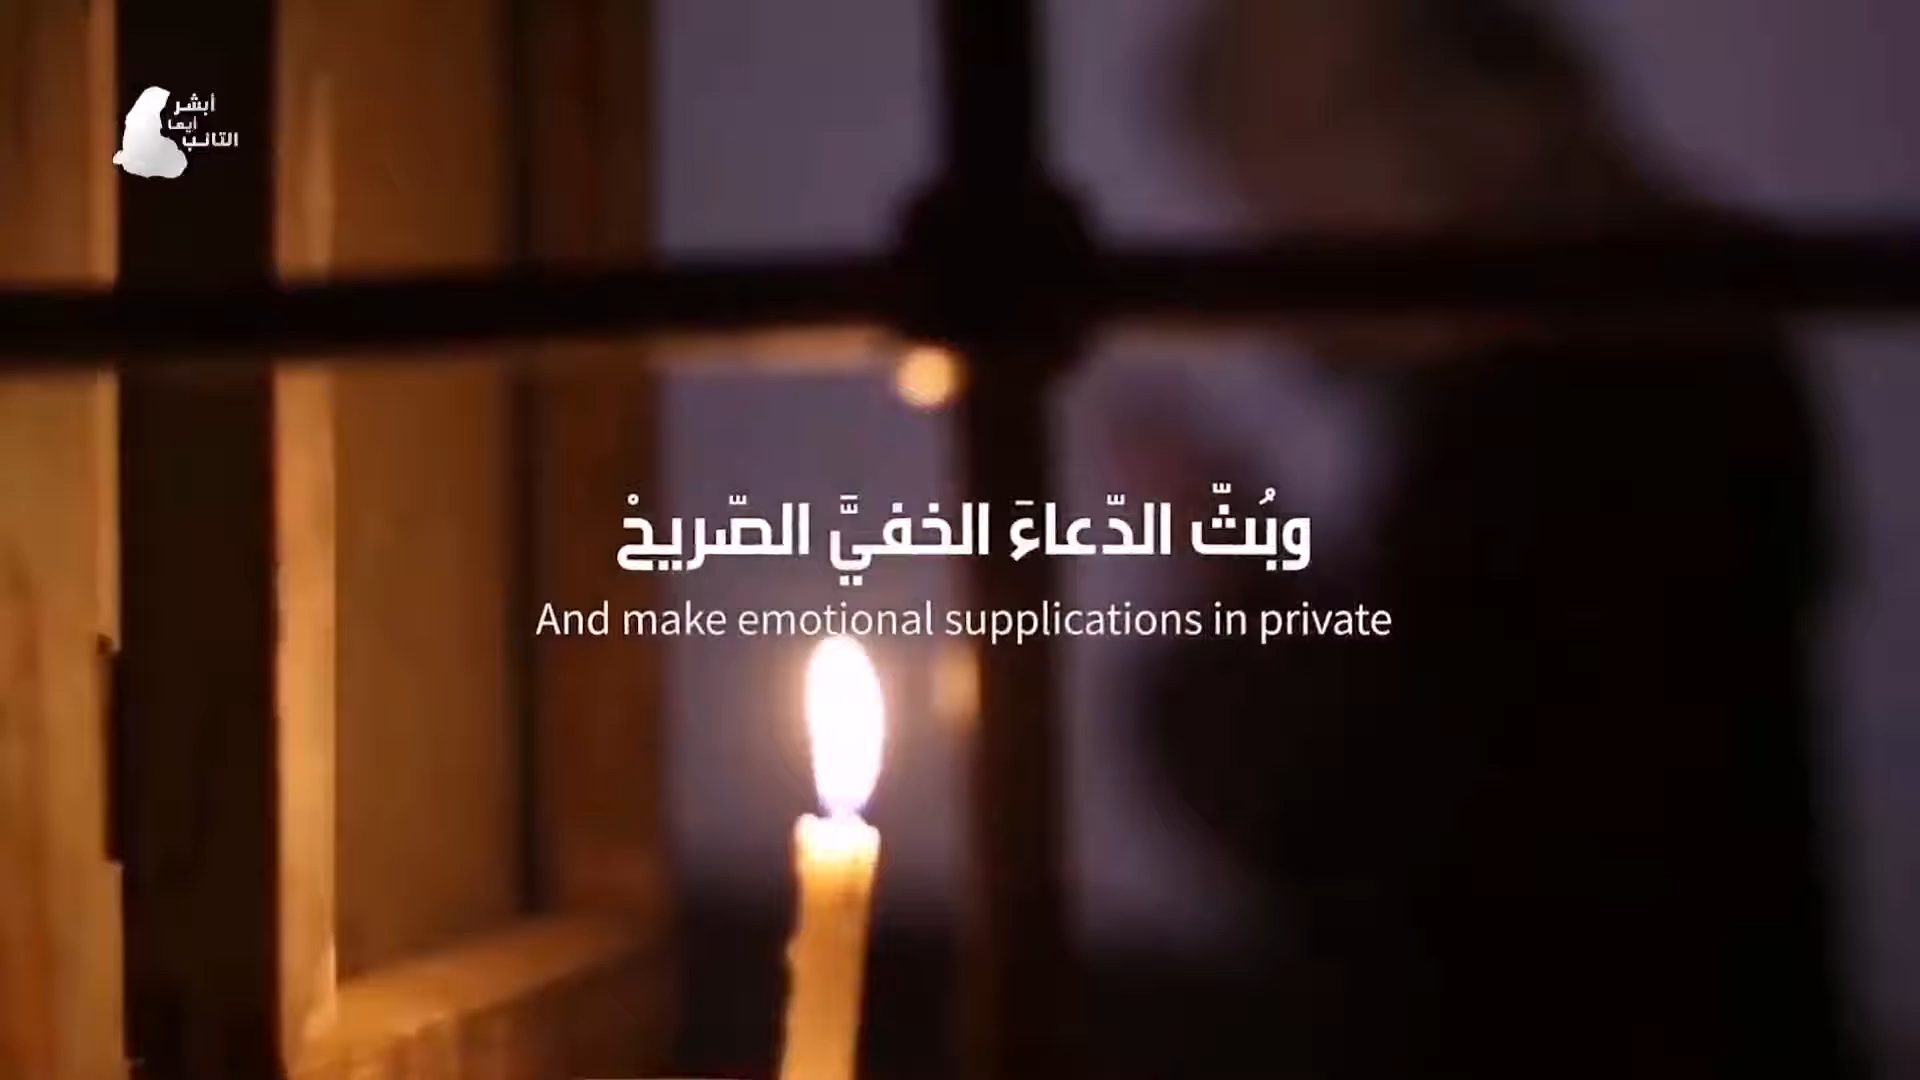 أبشر
أيها
التائب
وبُثّ الدّعاءَ الخفيَّ الصّريحْ
And make emotional supplications in private